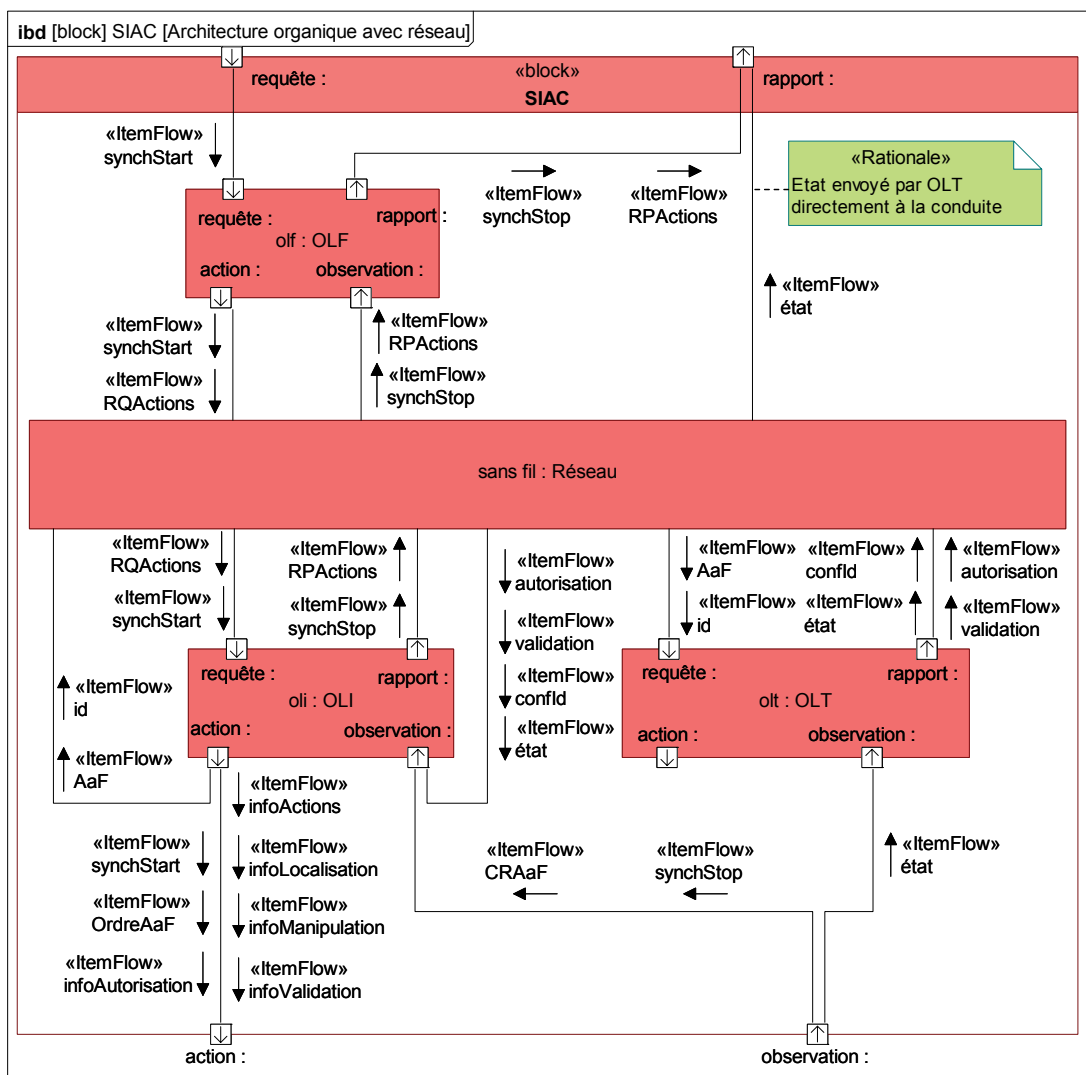 ibd [block] SIAC [Architecture organique avec réseau]
requête :
«block»
SIAC
rapport :
«ItemFlow»
synchStart
«ItemFlow»
synchStop
«ItemFlow»
RPActions
«Rationale»
Etat envoyé par OLT
directement à la conduite
requête :
rapport :
olf : OLF
action :
observation :
«ItemFlow»
état
«ItemFlow»
synchStart
«ItemFlow»
RQActions
«ItemFlow»
RPActions
«ItemFlow»
synchStop
sans fil : Réseau
«ItemFlow»
RQActions
«ItemFlow»
synchStart
«ItemFlow»
RPActions
«ItemFlow»
synchStop
«ItemFlow»
autorisation
«ItemFlow»
validation
«ItemFlow»
confId
«ItemFlow»
état
«ItemFlow»
AaF
«ItemFlow»
id
«ItemFlow»
confId
«ItemFlow»
état
«ItemFlow»
autorisation
«ItemFlow»
validation
«ItemFlow»
id
«ItemFlow»
AaF
requête :
rapport :
oli : OLI
action :
observation :
requête :
rapport :
olt : OLT
action :
observation :
«ItemFlow»
infoActions
«ItemFlow»
synchStart
«ItemFlow»
infoLocalisation
«ItemFlow»
OrdreAaF
«ItemFlow»
infoManipulation
«ItemFlow»
infoAutorisation
«ItemFlow»
infoValidation
«ItemFlow»
CRAaF
«ItemFlow»
synchStop
«ItemFlow»
état
action :
observation :